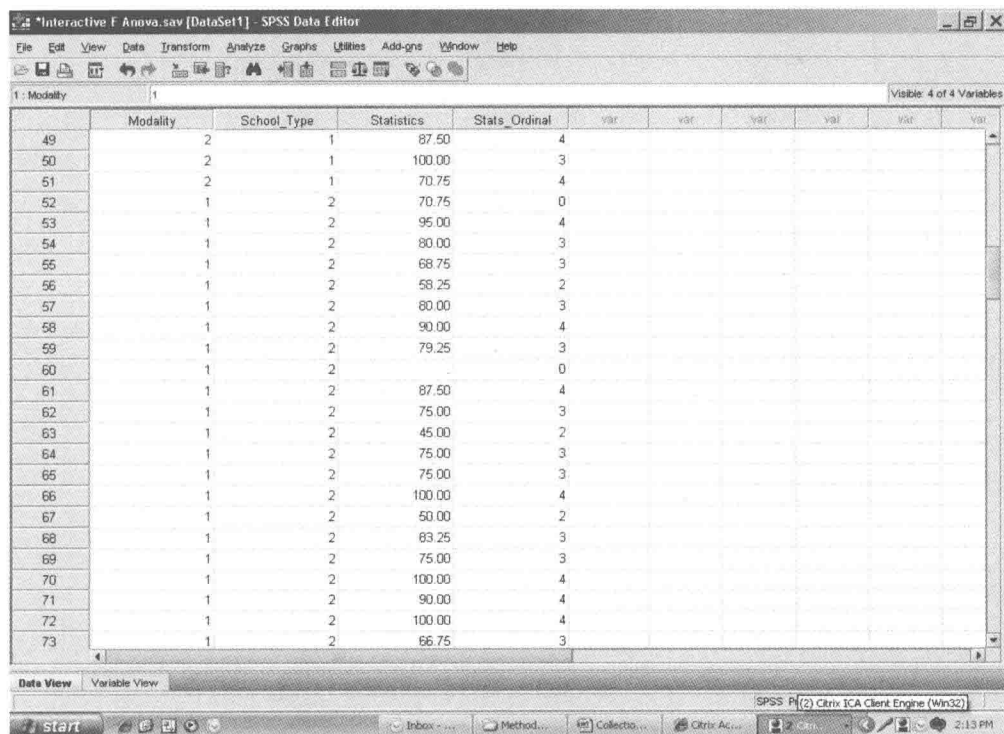 *Interactive F Anova.sav [DataSet1] - SPSS Data Editor
File Edit View Data Transform Analyze Graphs Utilities Add-ons Window Help
1 : Modality 1 Visible: 4 of 4 Variables
Modality School_Type Statistics Stats_Ordinal var var var var var var
49 2 1 87.50 4
50 2 1 100.00 3
51 2 1 70.75 4
52 1 2 70.75 0
53 1 2 95.00 4
54 1 2 80.00 3
55 1 2 68.75 3
56 1 2 58.25 2
57 1 2 80.00 3
58 1 2 90.00 4
59 1 2 79.25 3
60 1 2 . 0
61 1 2 87.50 4
62 1 2 75.00 3
63 1 2 45.00 2
64 1 2 75.00 3
65 1 2 75.00 3
66 1 2 100.00 4
67 1 2 50.00 2
68 1 2 83.25 3
69 1 2 75.00 3
70 1 2 100.00 4
71 1 2 90.00 4
72 1 2 100.00 4
73 1 2 66.75 3
Data View Variable View
SPSS (2) Citrix ICA Client Engine (Win32)
start Inbox - ... Method... Collectio... Citrix Ac... 2 2:13 PM